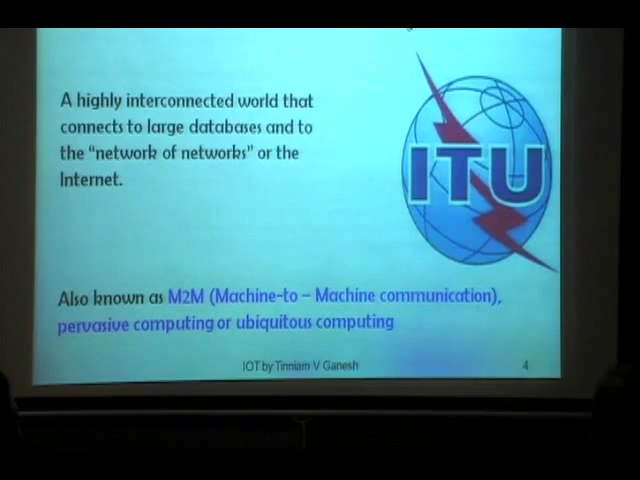 A highly interconnected world that
connects to large databases and to
the “network of networks” or the
Internet.
ITU
Also known as M2M (Machine-to – Machine communication),
pervasive computing or ubiquitous computing
IOT by Tinniam V Ganesh
4